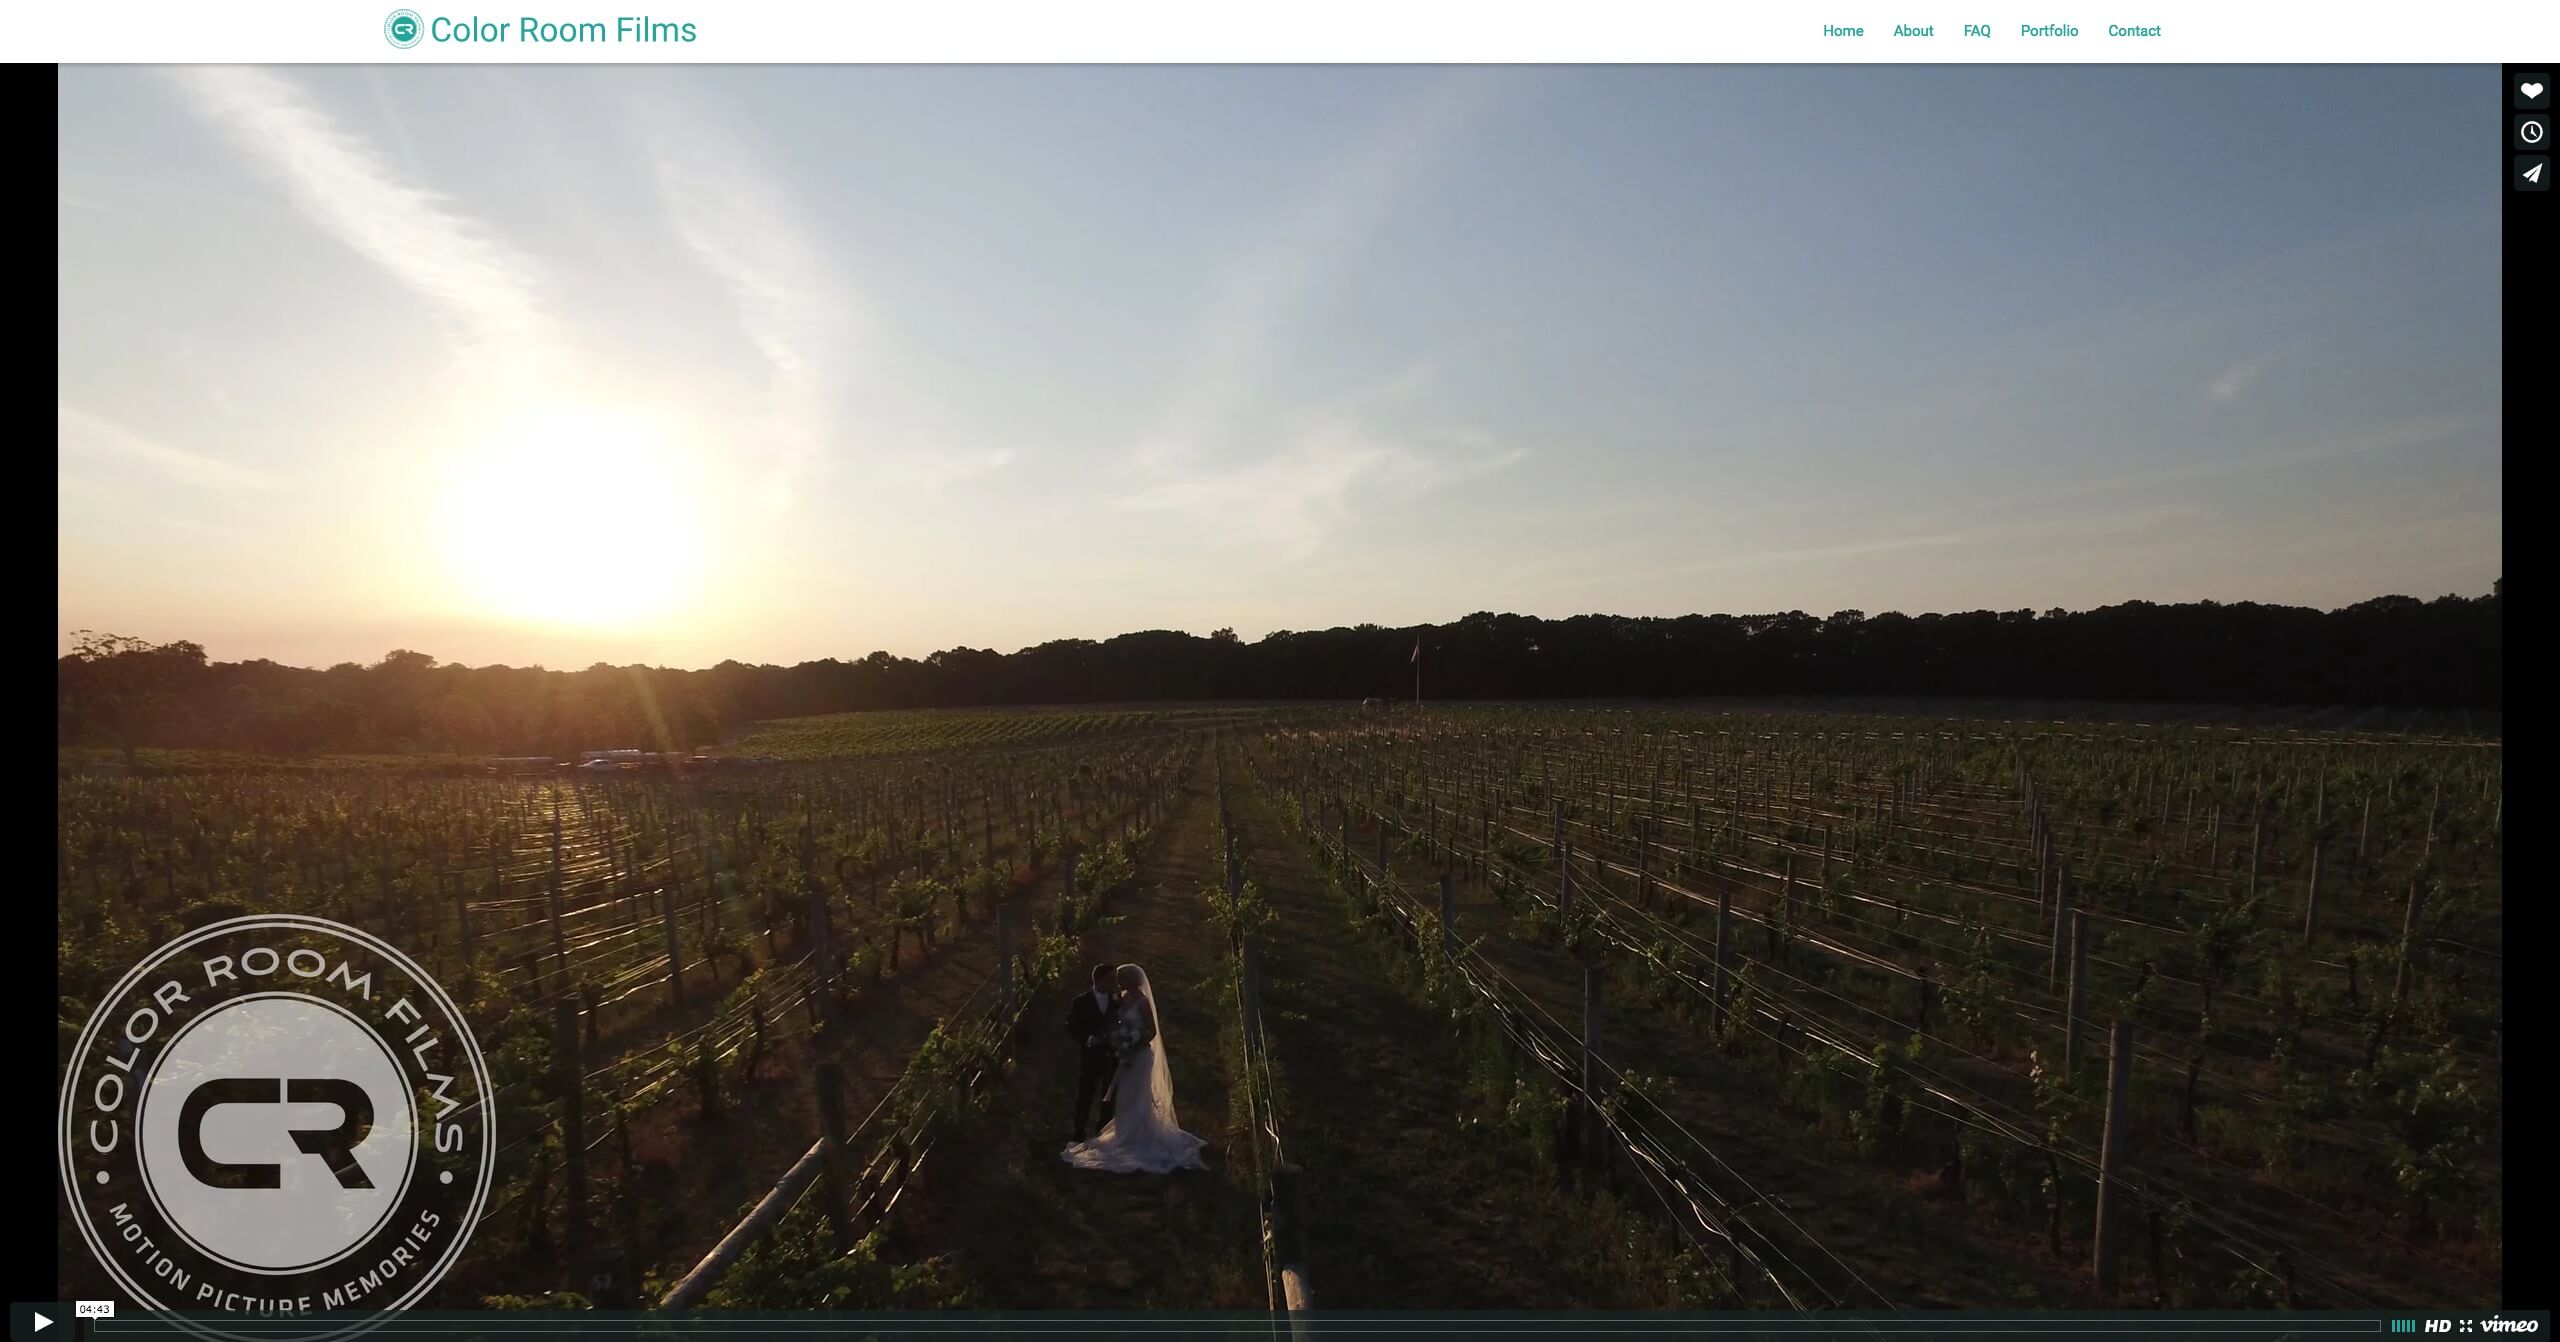 CR Color Room Films
Home About FAQ Portfolio Contact
COLOR ROOM FILMS
CR
MOTION PICTURE MEMORIES
04:43
HD vimeo